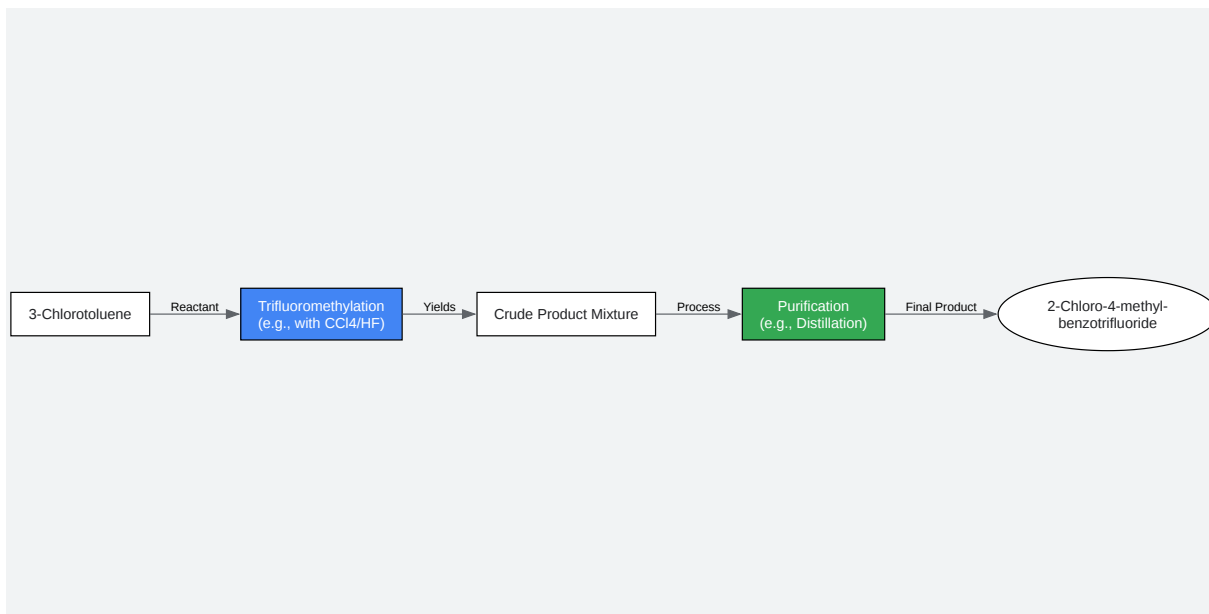 3-Chlorotoluene
Reactant
Trifluoromethylation
(e.g., with CCl4/HF)
Yields
Crude Product Mixture
Process
Purification
(e.g., Distillation)
Final Product
2-Chloro-4-methyl-
benzotrifluoride